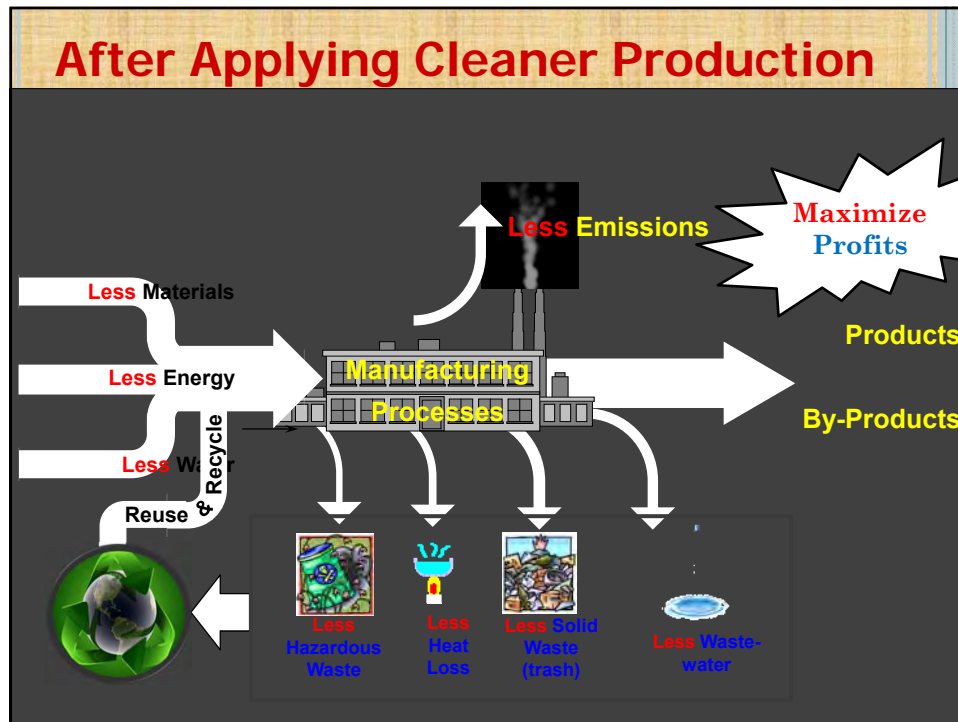 After Applying Cleaner Production
Maximize
Profits
Less Emissions
Less Materials
Less Energy
Less Water
Reuse & Recycle
Manufacturing
Processes
Products
By-Products
Less
Hazardous
Waste
Less
Heat
Loss
Less Solid
Waste
(trash)
Less Waste-
water